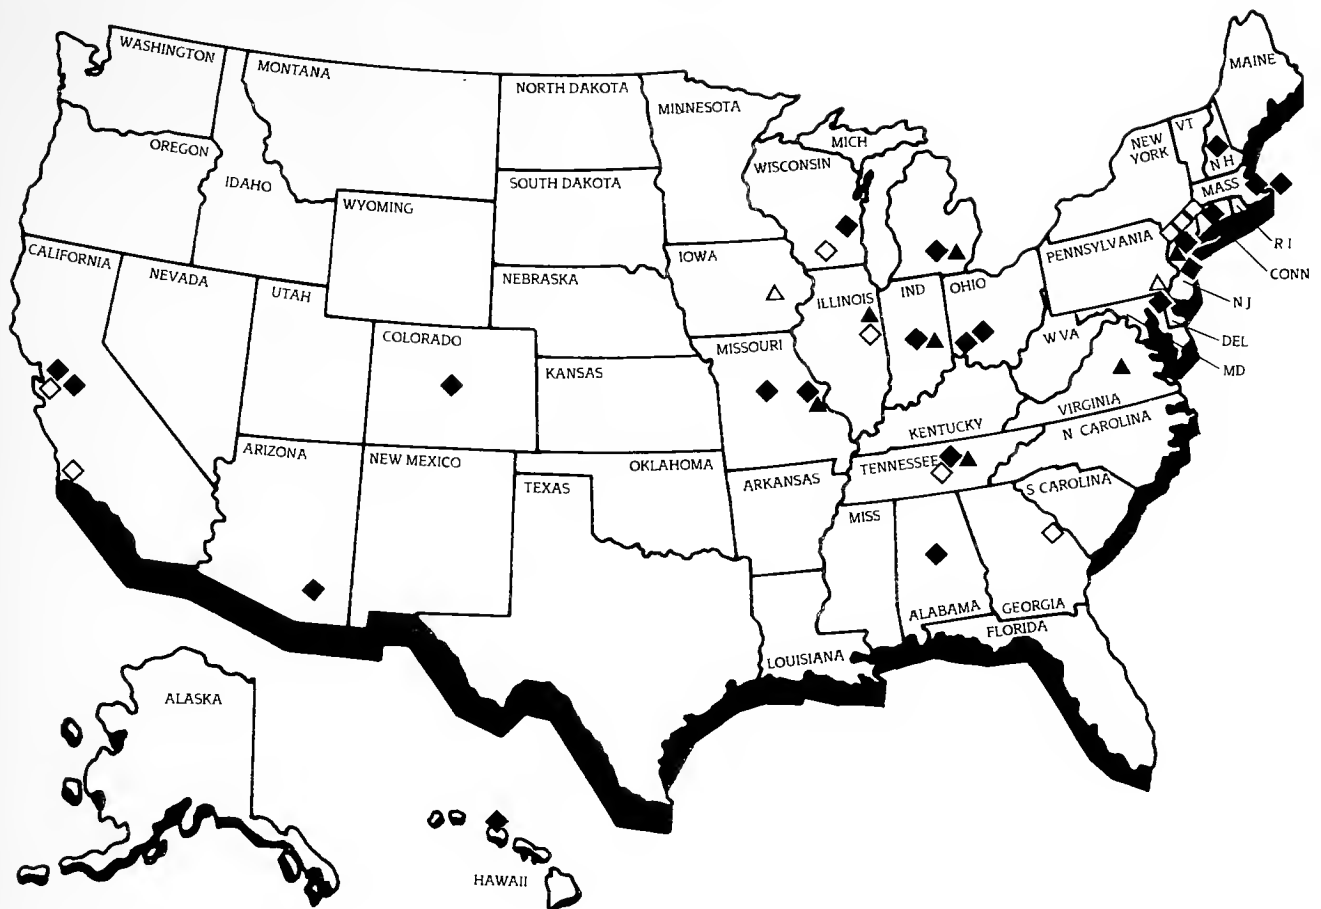 WASHINGTON
MONTANA
NORTH DAKOTA
MINNESOTA
MAINE
VT
NEW
YORK
N H
MICH
WISCONSIN
OREGON
IDAHO
SOUTH DAKOTA
WYOMING
MASS
R I
CONN
PENNSYLVANIA
CALIFORNIA
NEVADA
UTAH
NEBRASKA
IOWA
ILLINOIS
IND
OHIO
N J
DEL
MD
W VA
COLORADO
KANSAS
MISSOURI
VIRGINIA
KENTUCKY
N CAROLINA
ARIZONA
NEW MEXICO
OKLAHOMA
TEXAS
ARKANSAS
TENNESSEE
S CAROLINA
MISS
ALABAMA
GEORGIA
FLORIDA
LOUISIANA
ALASKA
HAWAII